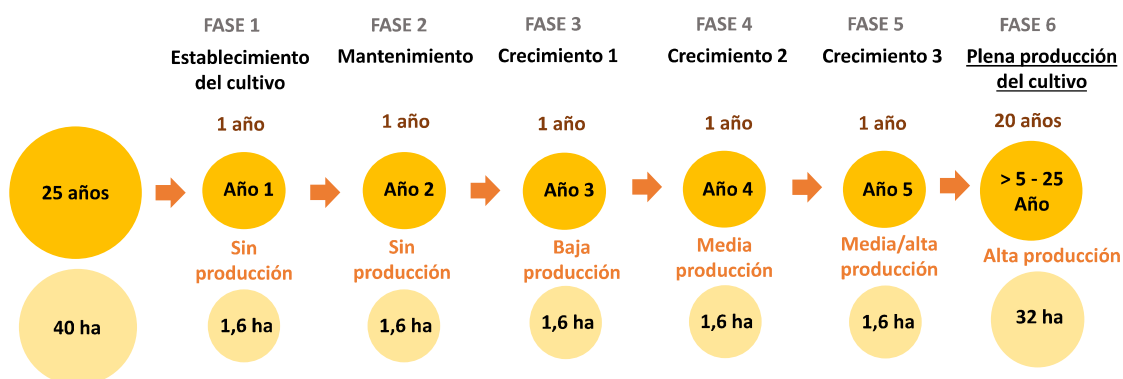 FASE 1
FASE 2
FASE 3
FASE 4
FASE 5
FASE 6
Establecimiento
del cultivo
Mantenimiento
Crecimiento 1
Crecimiento 2
Crecimiento 3
Plena producción
del cultivo
1 año
1 año
1 año
1 año
1 año
20 años
25 años
Año 1
Año 2
Año 3
Año 4
Año 5
> 5 - 25
Año
Sin
producción
Sin
producción
Baja
producción
Media
producción
Media/alta
producción
Alta producción
40 ha
1,6 ha
1,6 ha
1,6 ha
1,6 ha
1,6 ha
32 ha